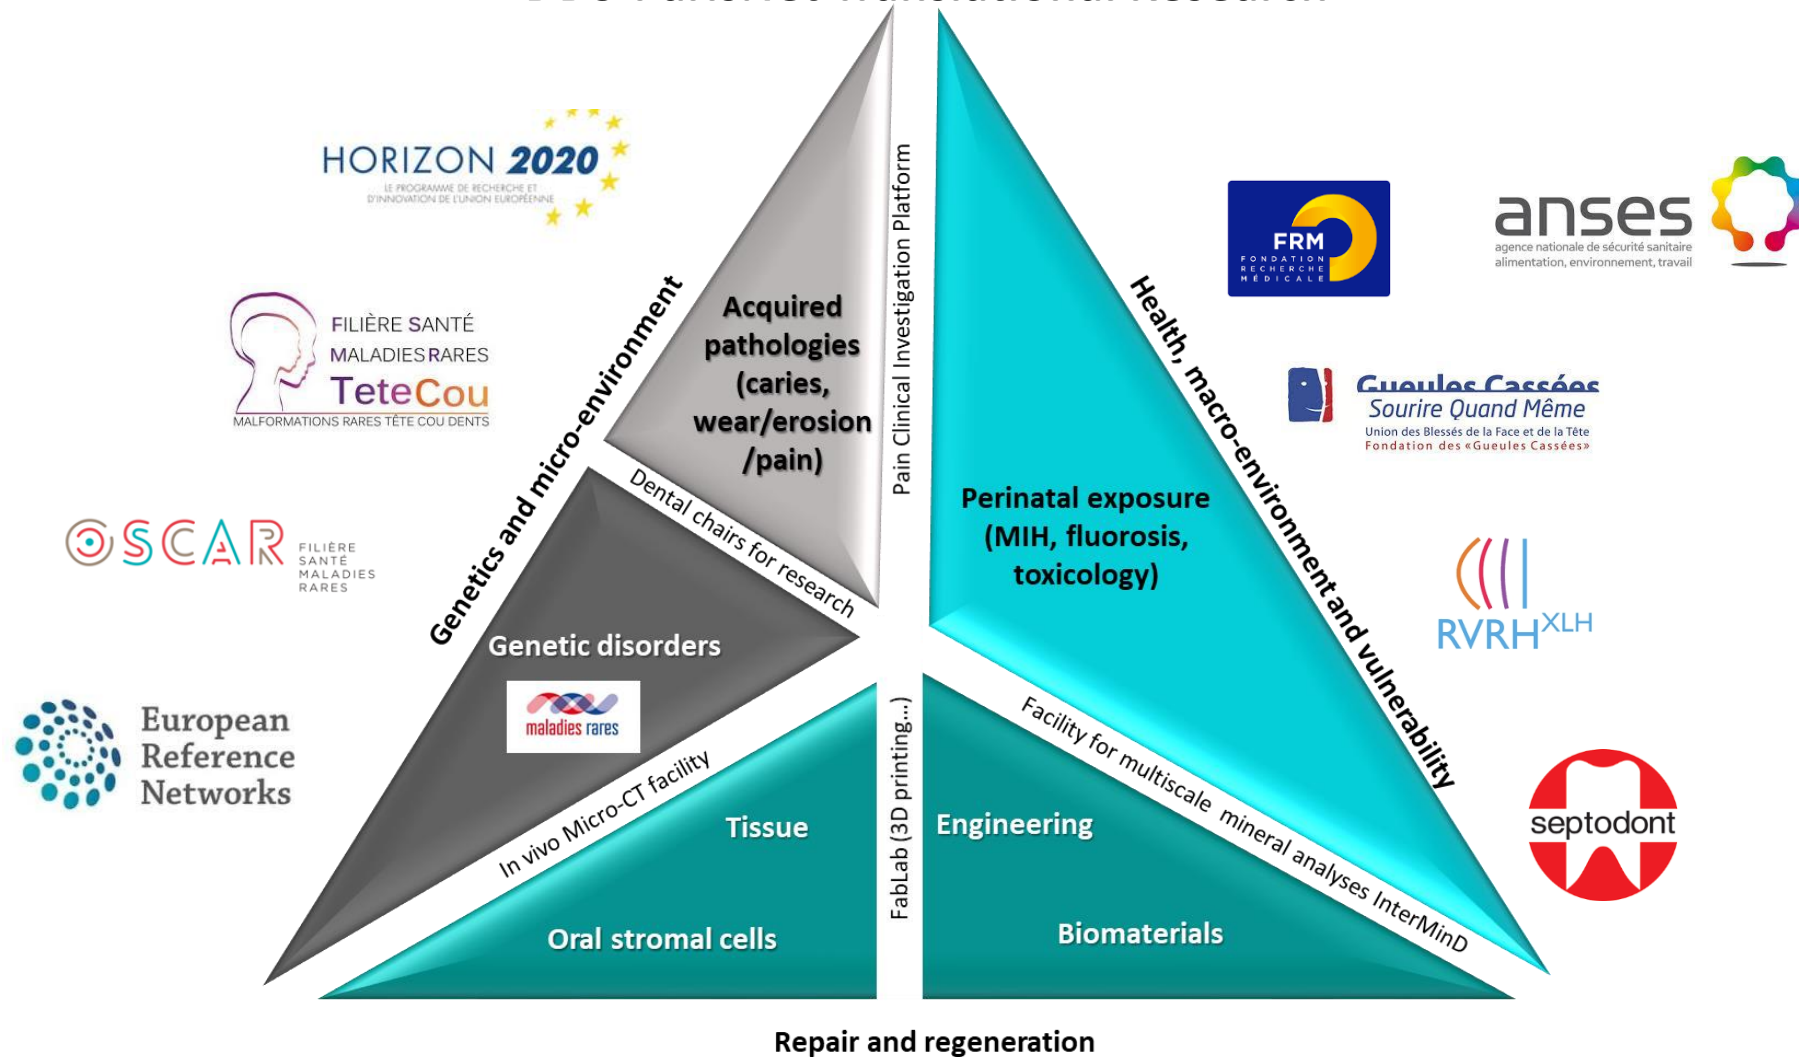 HORIZON 2020
LE PROGRAMME DE RECHERCHE ET
D'INNOVATION DE L'UNION EUROPÉENNE
FILIÈRE SANTÉ
MALADIES RARES
TeteCou
MALFORMATIONS RARES TÊTE COU DENTS
OSCAR
FILIÈRE
SANTÉ
MALADIES
RARES
European
Reference
Networks
Genetics and micro-environment
Acquired
pathologies
(caries,
wear/erosion
/pain)
Pain Clinical Investigation Platform
Dental chairs for research
Genetic disorders
maladies rares
In vivo Micro-CT facility
Tissue
Oral stromal cells
FabLab (3D printing...)
Engineering
Biomaterials
Perinatal exposure
(MIH, fluorosis,
toxicology)
Facility for multiscale mineral analyses InterMinD
Health, macro-environment and vulnerability
FRM
FONDATION
RECHERCHE
MÉDICALE
anses
agence nationale de sécurité sanitaire
alimentation, environnement, travail
Gueules Cassées
Sourire Quand Même
Union des Blessés de la Face et de la Tête
Fondation des «Gueules Cassées»
RVRH XLH
septodont
Repair and regeneration